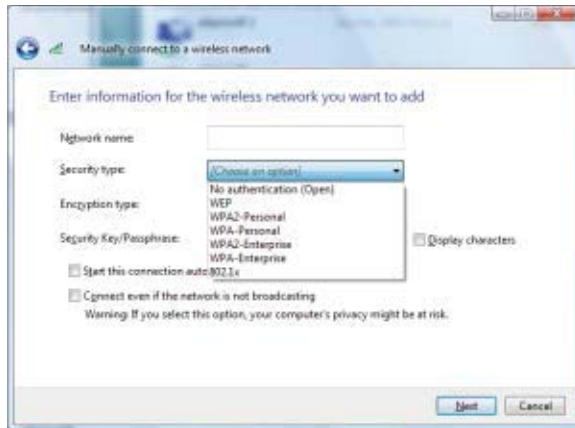 Manually connect to a wireless network
Enter information for the wireless network you want to add
Network name:
Security type:
[Choose an option]
No authentication (Open)
WEP
WPA2-Personal
WPA-Personal
WPA2-Enterprise
WPA-Enterprise
802.1x
Encryption type:
Security Key/Passphrase:
Display characters
Start this connection auto
Connect even if the network is not broadcasting
Warning: If you select this option, your computer's privacy might be at risk.
Next
Cancel